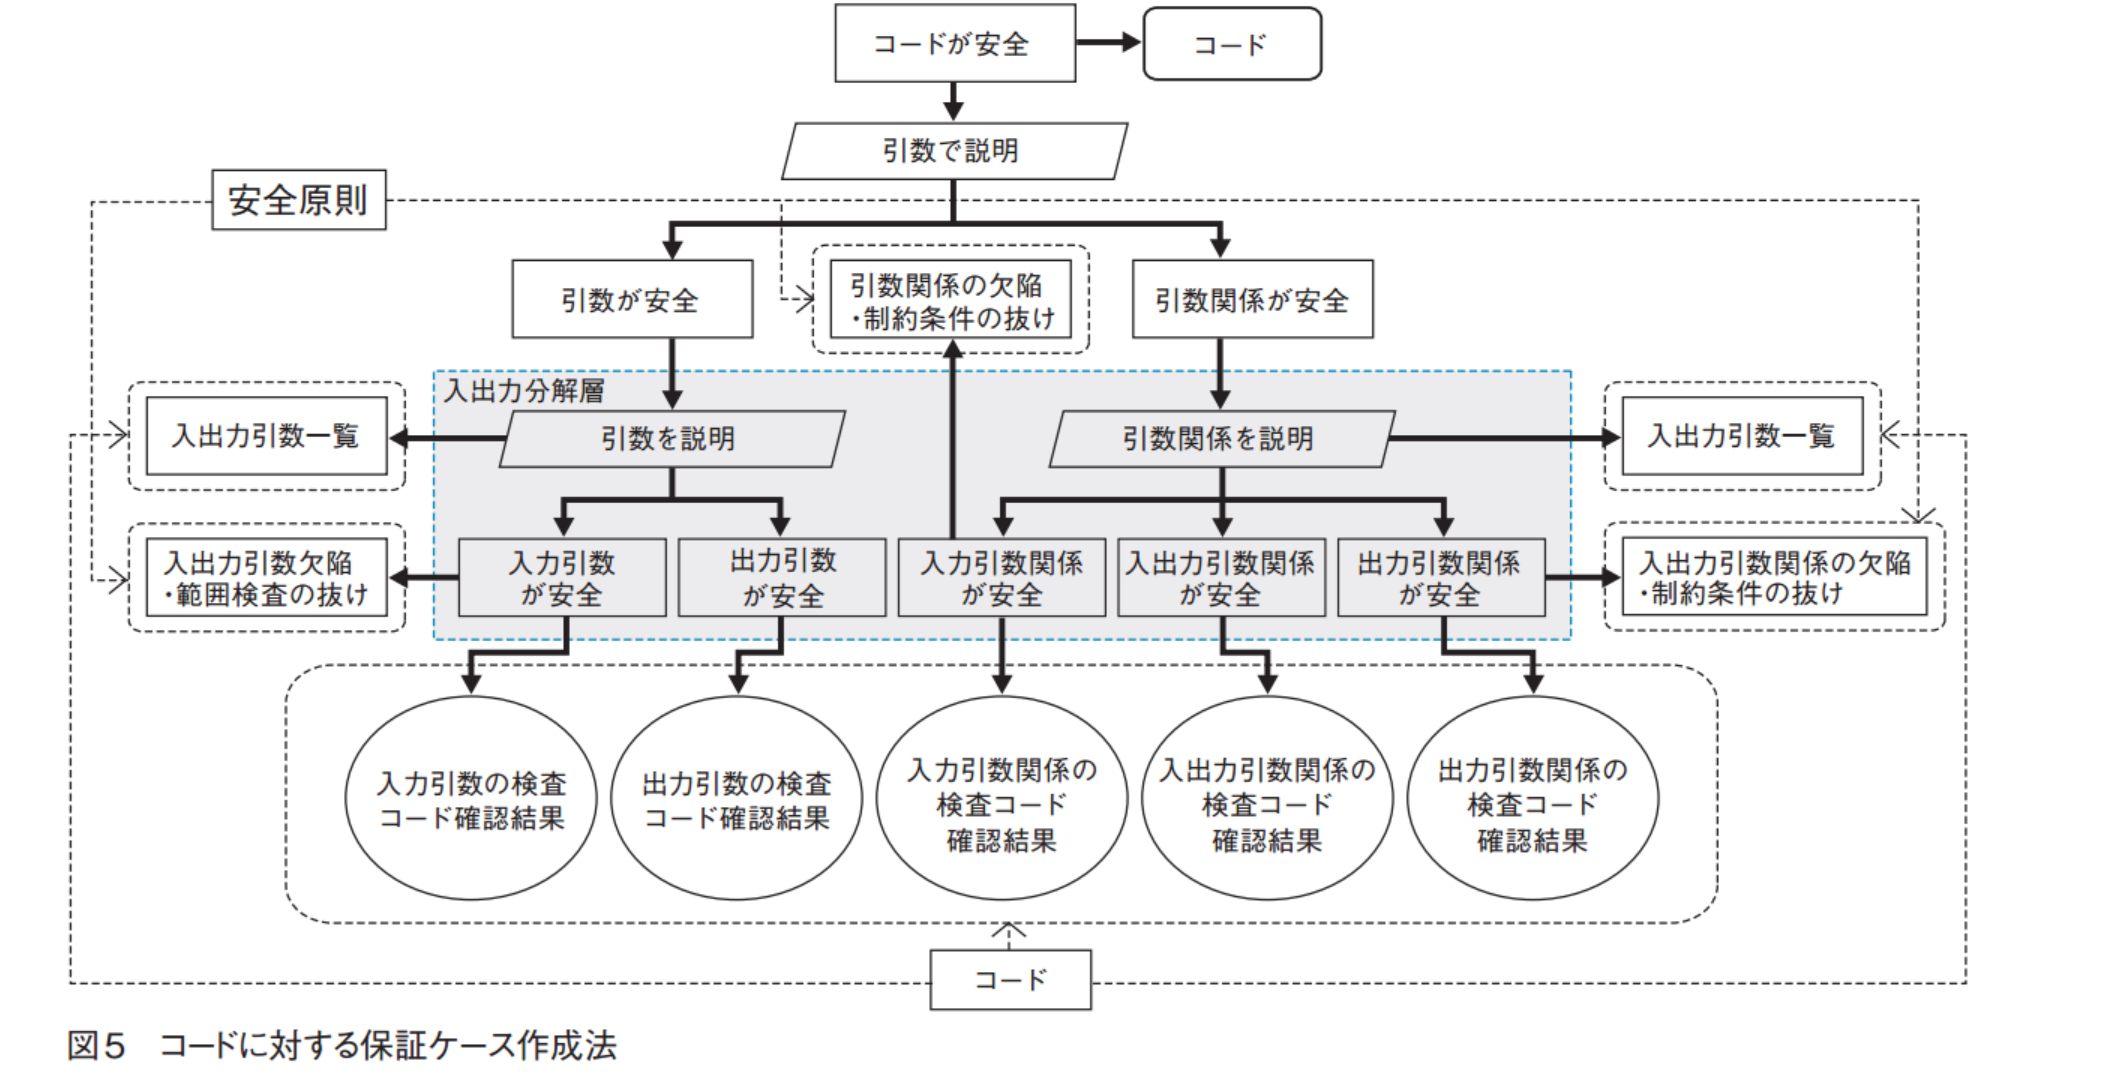 コードが安全
コード
引数で説明
安全原則
引数が安全
引数関係の欠陥
・制約条件の抜け
引数関係が安全
入出力分解層
入出力引数一覧
引数を説明
引数関係を説明
入出力引数一覧
入出力引数欠陥
・範囲検査の抜け
入力引数
が安全
出力引数
が安全
入力引数関係
が安全
入出力引数関係
が安全
出力引数関係
が安全
入出力引数関係の欠陥
・制約条件の抜け
入力引数の検査
コード確認結果
出力引数の検査
コード確認結果
入力引数関係の
検査コード
確認結果
入出力引数関係の
検査コード
確認結果
出力引数関係の
検査コード
確認結果
コード
図5　コードに対する保証ケース作成法